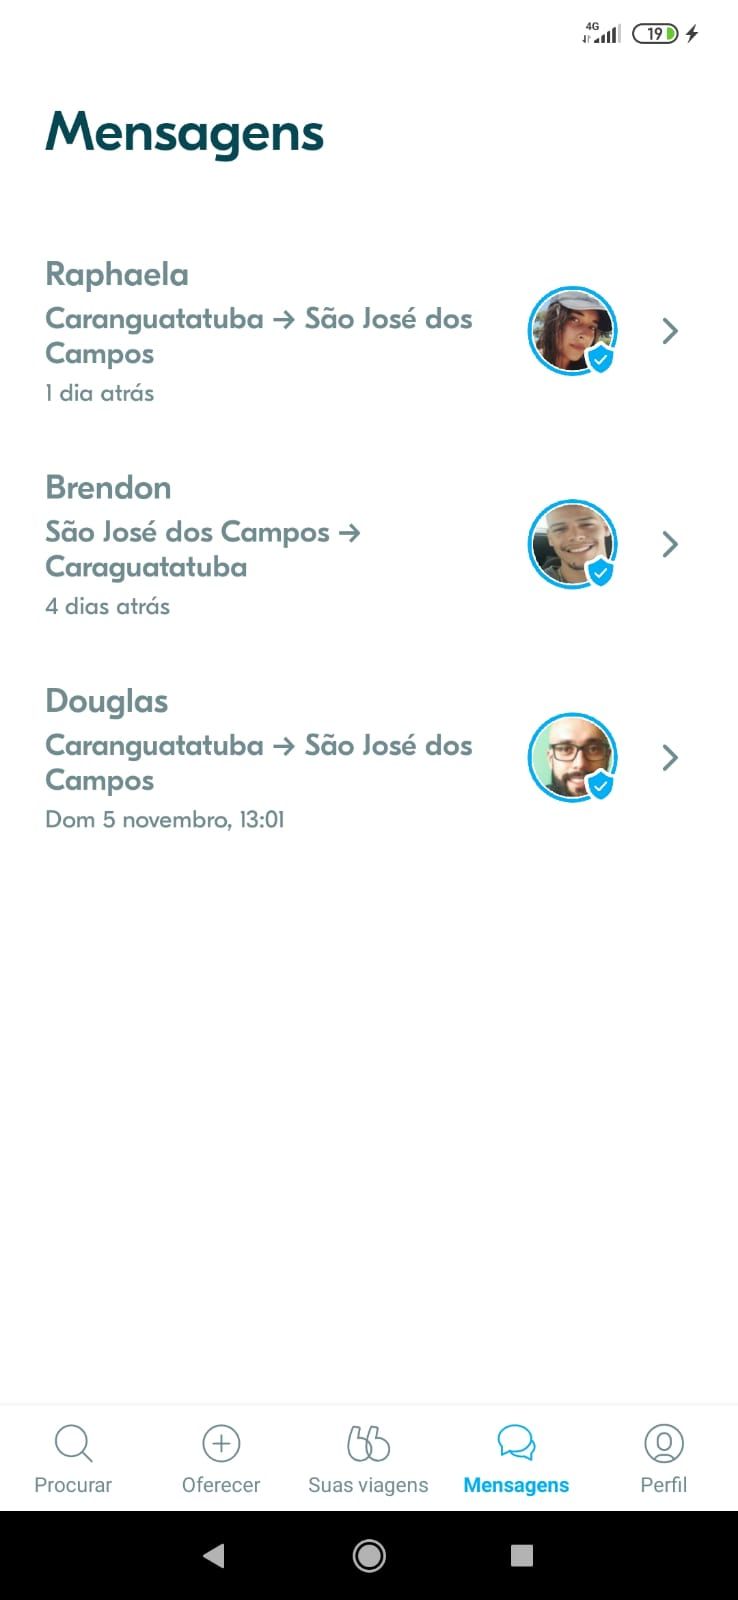 4G
19
Mensagens
Raphaela
Caranguatatuba → São José dos
Campos
1 dia atrás
Brendon
São José dos Campos →
Caraguatatuba
4 dias atrás
Douglas
Caranguatatuba → São José dos
Campos
Dom 5 novembro, 13:01
Procurar
Oferecer
Suas viagens
Mensagens
Perfil